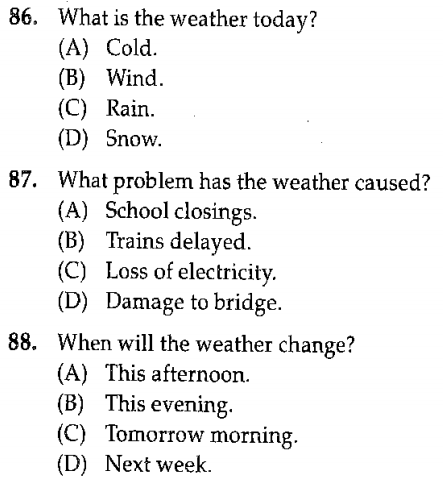 86. What is the weather today?
(A) Cold.
(B) Wind.
(C) Rain.
(D) Snow.
87. What problem has the weather caused?
(A) School closings.
(B) Trains delayed.
(C) Loss of electricity.
(D) Damage to bridge.
88. When will the weather change?
(A) This afternoon.
(B) This evening.
(C) Tomorrow morning.
(D) Next week.